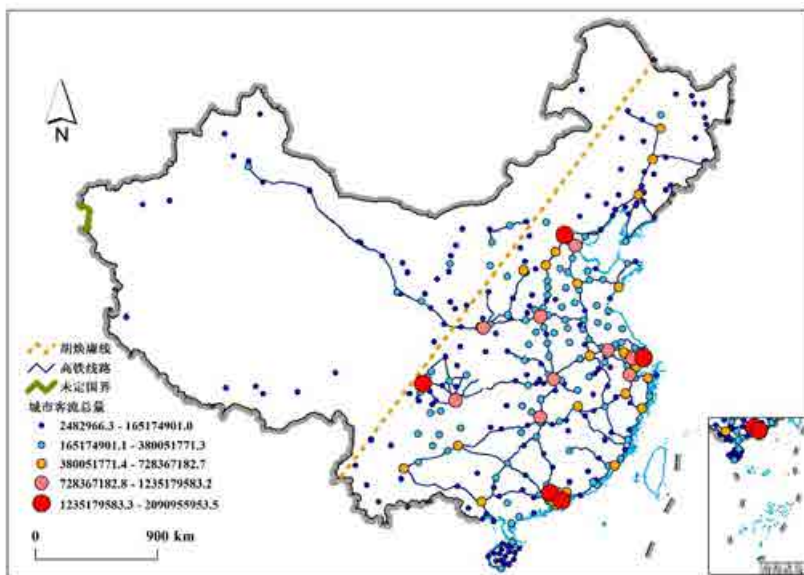 N
胡焕庸线
高铁线路
未定国界
城市客流总量
2482966.3 - 165174901.0
165174901.1 - 380051771.3
380051771.4 - 728367182.7
728367182.8 - 1235179583.2
1235179583.3 - 2090955953.5
0 900 km